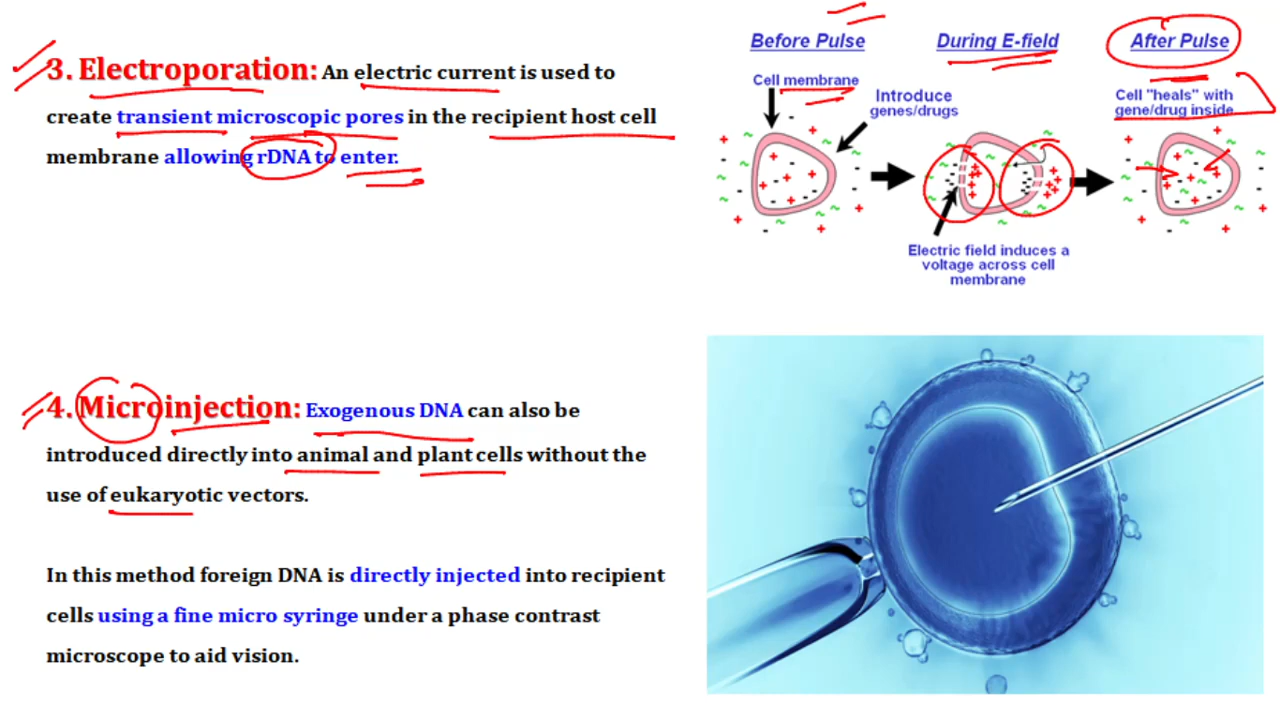 3. Electroporation: An electric current is used to
create transient microscopic pores in the recipient host cell
membrane allowing rDNA to enter.
Before Pulse
During E-field
After Pulse
Cell membrane
Introduce
genes/drugs
Cell "heals" with
gene/drug inside
Electric field induces a
voltage across cell
membrane
4. Microinjection: Exogenous DNA can also be
introduced directly into animal and plant cells without the
use of eukaryotic vectors.
In this method foreign DNA is directly injected into recipient
cells using a fine micro syringe under a phase contrast
microscope to aid vision.